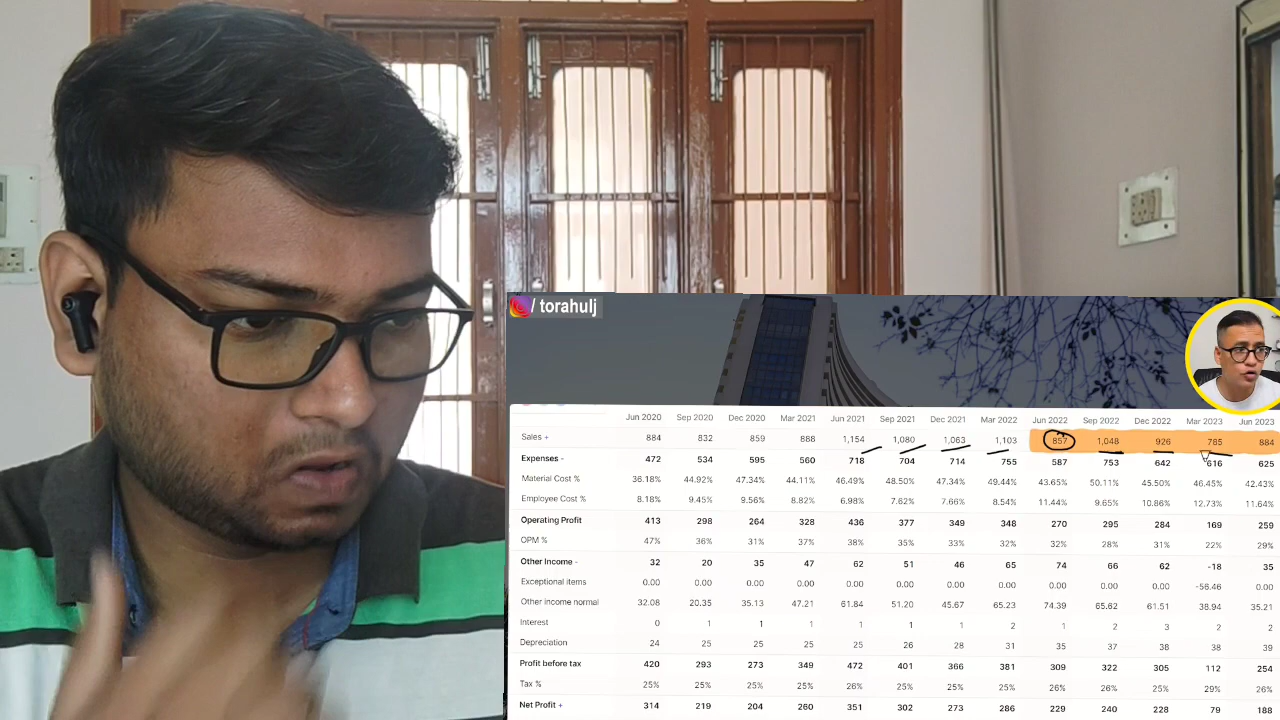 / torahulj
Jun 2020 Sep 2020 Dec 2020 Mar 2021 Jun 2021 Sep 2021 Dec 2021 Mar 2022 Jun 2022 Sep 2022 Dec 2022 Mar 2023 Jun 2023
Sales + 884 832 859 888 1,154 1,080 1,063 1,103 857 1,048 926 765 884
Expenses - 472 534 595 560 718 704 714 755 587 753 642 616 625
Material Cost % 36.18% 44.92% 47.34% 44.11% 46.49% 48.50% 47.34% 49.44% 43.65% 50.11% 45.50% 46.45% 42.43%
Employee Cost % 8.18% 9.45% 9.56% 8.82% 6.98% 7.62% 7.66% 8.54% 11.44% 9.65% 10.86% 12.73% 11.64%
Operating Profit 413 298 264 328 436 377 349 348 270 295 284 169 259
OPM % 47% 36% 31% 37% 38% 35% 33% 32% 32% 28% 31% 22% 29%
Other Income - 32 20 35 47 62 51 46 65 74 66 62 -18 35
Exceptional items 0.00 0.00 0.00 0.00 0.00 0.00 0.00 0.00 0.00 0.00 0.00 -56.46 0.00
Other income normal 32.08 20.35 35.13 47.21 61.84 51.20 45.67 65.23 74.39 65.62 61.51 38.94 35.21
Interest 0 1 1 1 1 1 1 2 1 2 3 2 2
Depreciation 24 25 25 25 25 26 28 31 35 37 38 38 39
Profit before tax 420 293 273 349 472 401 366 381 309 322 305 112 254
Tax % 25% 25% 25% 25% 26% 25% 25% 25% 26% 26% 25% 29% 26%
Net Profit + 314 219 204 260 351 302 273 286 229 240 228 79 188